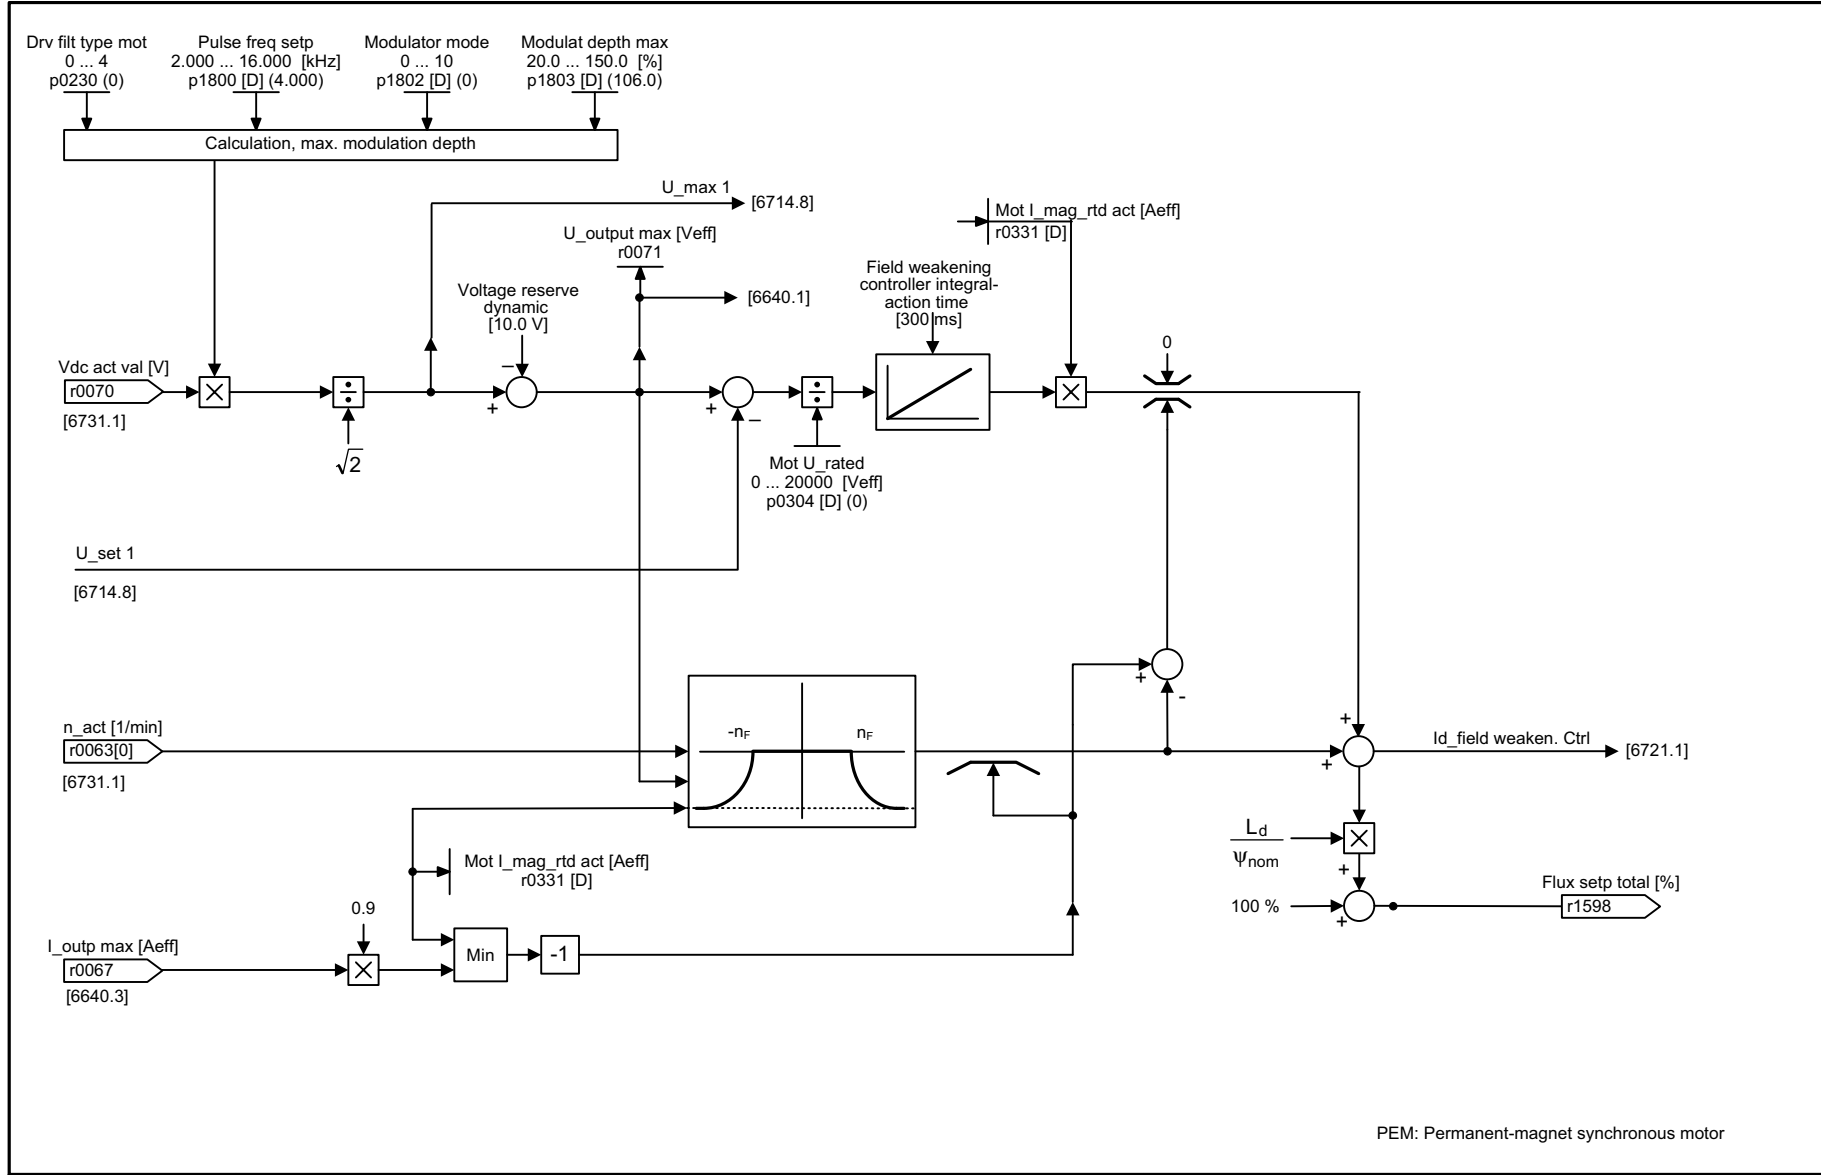 Drv filt type mot
0 ... 4
p0230 (0)
Pulse freq setp
2.000 ... 16.000 [kHz]
p1800 [D] (4.000)
Modulator mode
0 ... 10
p1802 [D] (0)
Modulat depth max
20.0 ... 150.0 [%]
p1803 [D] (106.0)
Calculation, max. modulation depth
U_max 1
[6714.8]
Mot I_mag_rtd act [Aeff]
r0331 [D]
U_output max [Veff]
r0071
[6640.1]
Field weakening
controller integral-
action time
[300 ms]
Voltage reserve
dynamic
[10.0 V]
0
Vdc act val [V]
r0070
[6731.1]
×
÷
√2
–
+
+
–
÷
×
Mot U_rated
0 ... 20000 [Veff]
p0304 [D] (0)
U_set 1
[6714.8]
+
-
n_act [1/min]
r0063[0]
[6731.1]
-nF
nF
+
+
Id_field weaken. Ctrl
[6721.1]
Ld
ψnom
×
+
Mot I_mag_rtd act [Aeff]
r0331 [D]
100 %
+
Flux setp total [%]
r1598
0.9
I_outp max [Aeff]
r0067
[6640.3]
×
Min
-1
PEM: Permanent-magnet synchronous motor